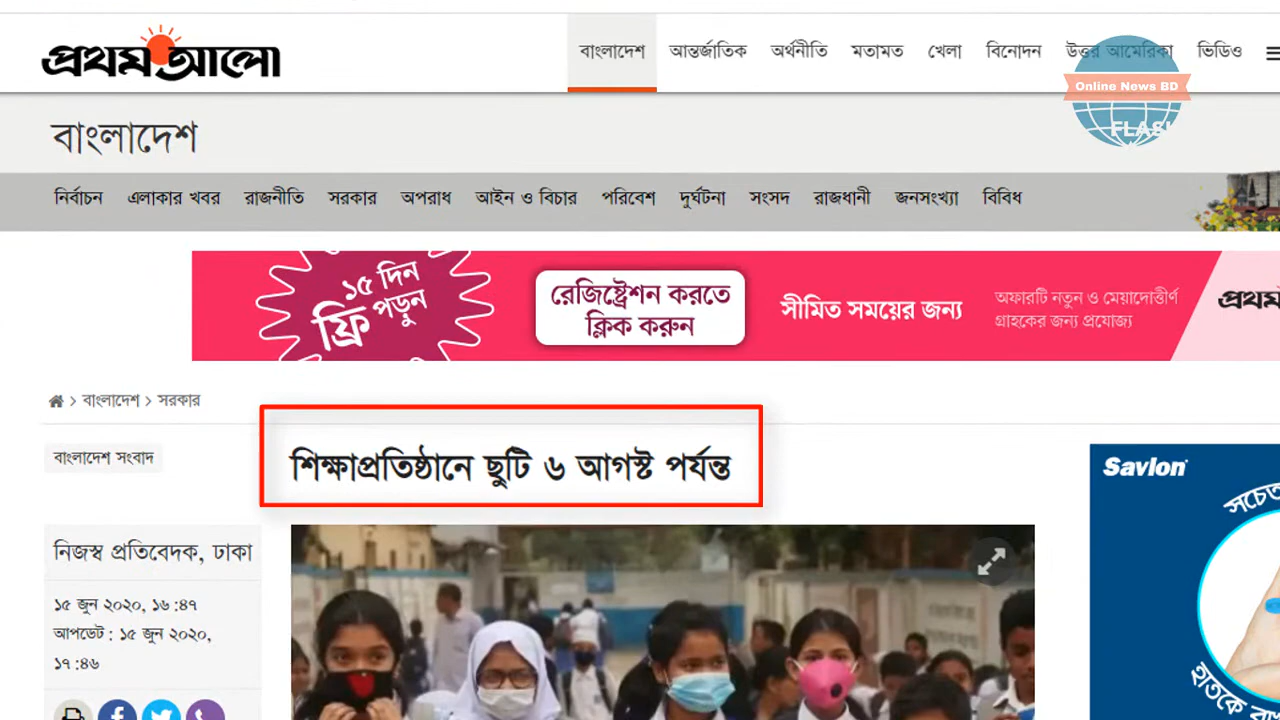 প্রথম আলো
বাংলাদেশ আন্তর্জাতিক অর্থনীতি মতামত খেলা বিনোদন উত্তর আমেরিকা ভিডিও
Online News BD
FLASH
বাংলাদেশ
নির্বাচন এলাকার খবর রাজনীতি সরকার অপরাধ আইন ও বিচার পরিবেশ দুর্ঘটনা সংসদ রাজধানী জনসংখ্যা বিবিধ
১৫ দিন
ফ্রি পড়ুন
রেজিস্ট্রেশন করতে
ক্লিক করুন
সীমিত সময়ের জন্য
অফারটি নতুন ও মেয়াদোত্তীর্ণ
গ্রাহকের জন্য প্রযোজ্য
প্রথম
> বাংলাদেশ > সরকার
বাংলাদেশ সংবাদ
শিক্ষাপ্রতিষ্ঠানে ছুটি ৬ আগস্ট পর্যন্ত
নিজস্ব প্রতিবেদক, ঢাকা
১৫ জুন ২০২০, ১৬:৪৭
আপডেট : ১৫ জুন ২০২০,
১৭:৪৬
Savlon
হাতকে